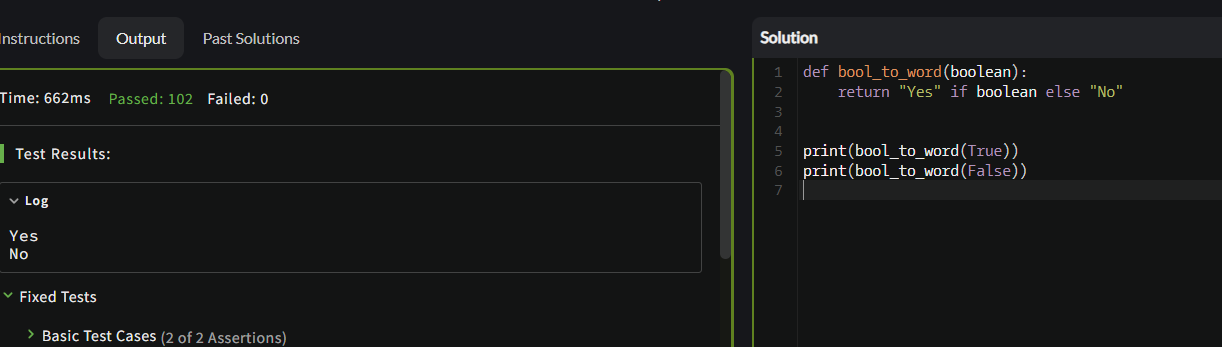 Instructions Output Past Solutions
Time: 662ms Passed: 102 Failed: 0
Test Results:
Log
Yes
No
Fixed Tests
Basic Test Cases (2 of 2 Assertions)
Solution
1 def bool_to_word(boolean):
2     return "Yes" if boolean else "No"
3
4
5 print(bool_to_word(True))
6 print(bool_to_word(False))
7